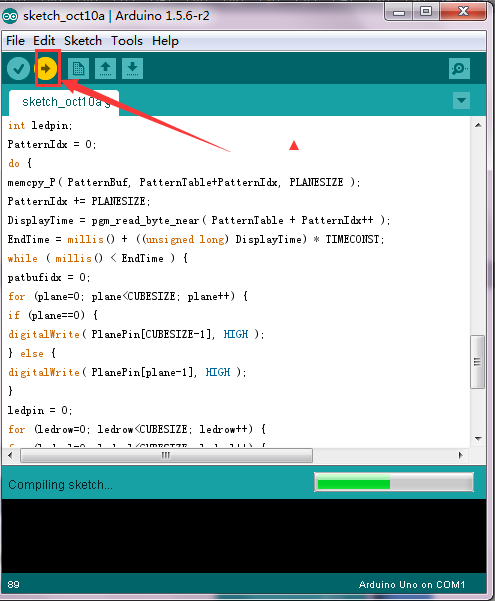 sketch_oct10a | Arduino 1.5.6-r2
File Edit Sketch Tools Help
sketch_oct10a
int ledpin;
PatternIdx = 0;
do {
memcpy_P( PatternBuf, PatternTable+PatternIdx, PLANESIZE );
PatternIdx += PLANESIZE;
DisplayTime = pgm_read_byte_near( PatternTable + PatternIdx++ );
EndTime = millis() + ((unsigned long) DisplayTime) * TIMECONST;
while ( millis() < EndTime ) {
patbufidx = 0;
for (plane=0; plane<CUBESIZE; plane++) {
if (plane==0) {
digitalWrite( PlanePin[CUBESIZE-1], HIGH );
} else {
digitalWrite( PlanePin[plane-1], HIGH );
}
ledpin = 0;
for (ledrow=0; ledrow<CUBESIZE; ledrow++) {
Compiling sketch...
89
Arduino Uno on COM1